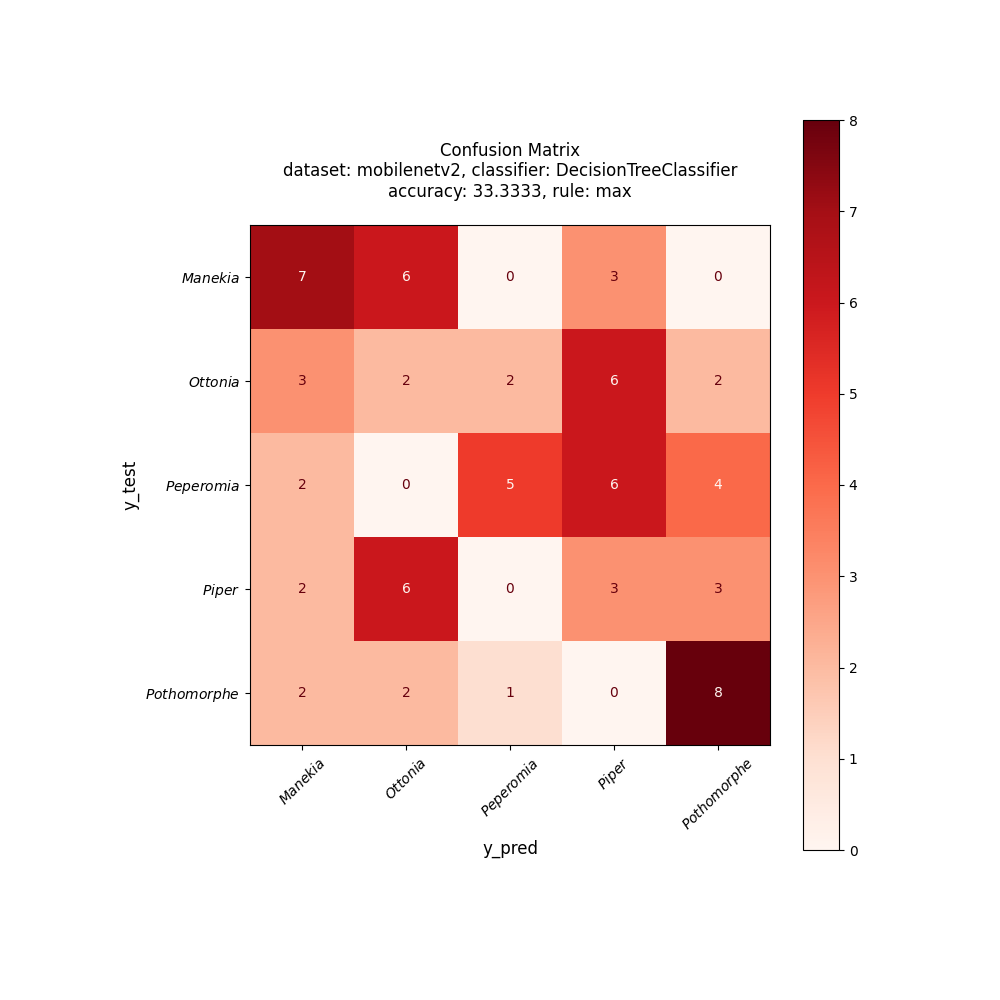 Confusion Matrix
dataset: mobilenetv2, classifier: DecisionTreeClassifier
accuracy: 33.3333, rule: max
8
7
6
5
4
3
2
1
0
y_test
Manekia 7 6 0 3 0
Ottonia 3 2 2 6 2
Peperomia 2 0 5 6 4
Piper 2 6 0 3 3
Pothomorphe 2 2 1 0 8
Manekia Ottonia Peperomia Piper Pothomorphe
y_pred